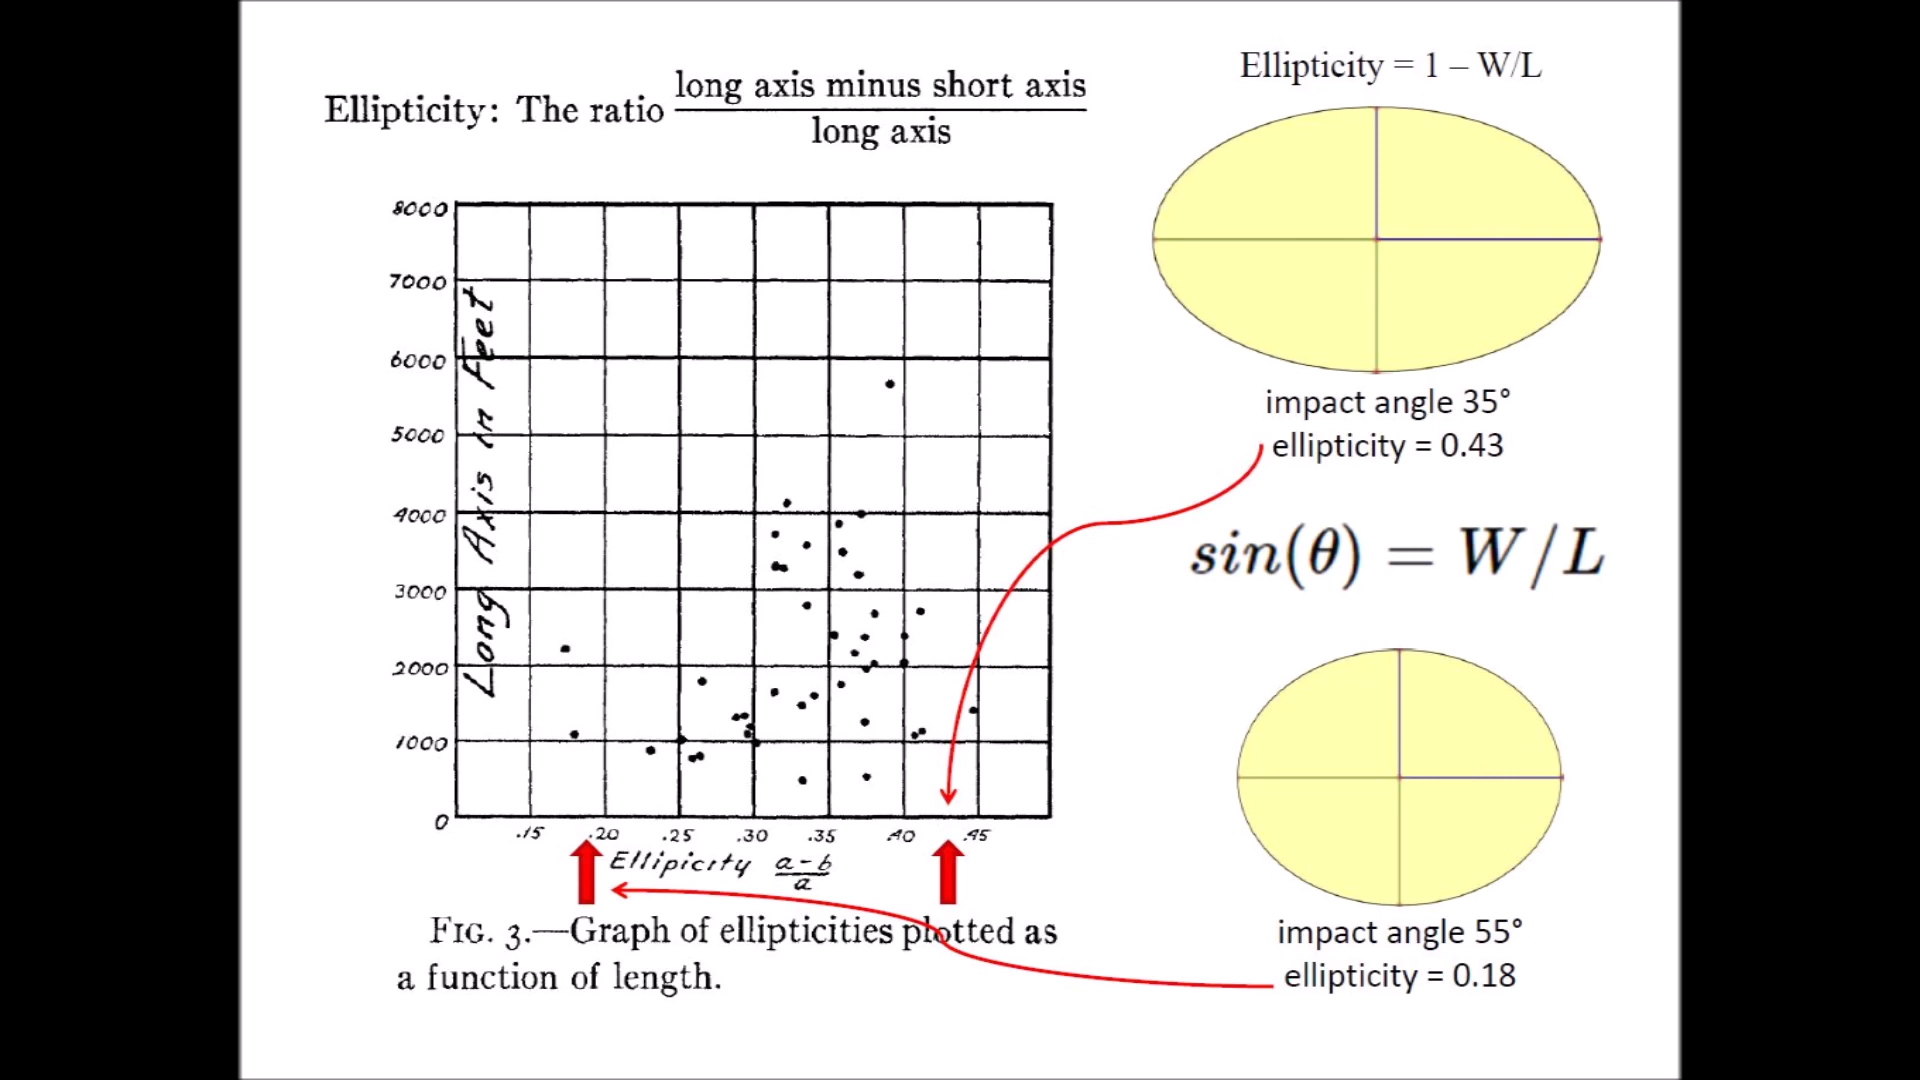 Ellipticity: The ratio long axis minus short axis
long axis
8000
7000
6000
5000
4000
3000
2000
1000
0
Long Axis in Feet
.15 .20 .25 .30 .35 .40 .45
Ellipicity a-b
a
FIG. 3.—Graph of ellipticities plotted as
a function of length.
Ellipticity = 1 – W/L
impact angle 35°
ellipticity = 0.43
sin(θ) = W/L
impact angle 55°
ellipticity = 0.18